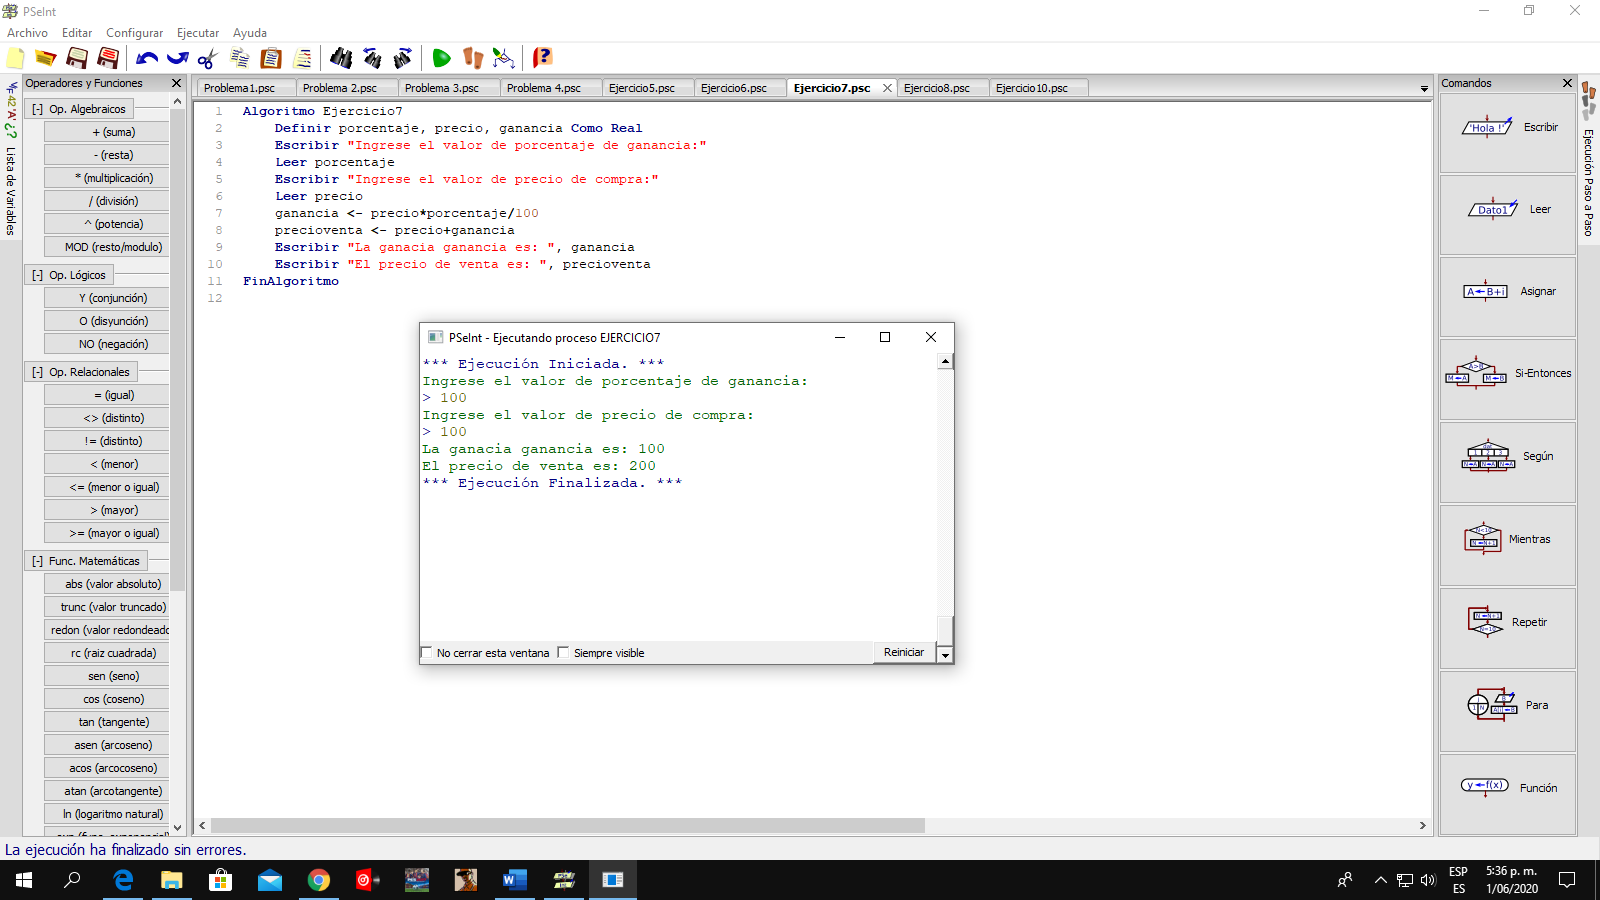 PSeInt
Archivo Editar Configurar Ejecutar Ayuda
Lista de Variables
Operadores y Funciones
[-] Op. Algebraicos
+ (suma)
- (resta)
* (multiplicación)
/ (división)
^ (potencia)
MOD (resto/modulo)
[-] Op. Lógicos
Y (conjunción)
O (disyunción)
NO (negación)
[-] Op. Relacionales
= (igual)
<> (distinto)
!= (distinto)
< (menor)
<= (menor o igual)
> (mayor)
>= (mayor o igual)
[-] Func. Matemáticas
abs (valor absoluto)
trunc (valor truncado)
redon (valor redondeado
rc (raiz cuadrada)
sen (seno)
cos (coseno)
tan (tangente)
asen (arcoseno)
acos (arcocoseno)
atan (arcotangente)
ln (logaritmo natural)
Problema1.psc Problema 2.psc Problema 3.psc Problema 4.psc Ejercicio5.psc Ejercicio6.psc Ejercicio7.psc Ejercicio8.psc Ejercicio10.psc
1 Algoritmo Ejercicio7
2 Definir porcentaje, precio, ganancia Como Real
3 Escribir "Ingrese el valor de porcentaje de ganancia:"
4 Leer porcentaje
5 Escribir "Ingrese el valor de precio de compra:"
6 Leer precio
7 ganancia <- precio*porcentaje/100
8 precioventa <- precio+ganancia
9 Escribir "La ganacia ganancia es: ", ganancia
10 Escribir "El precio de venta es: ", precioventa
11 FinAlgoritmo
12
PSeInt - Ejecutando proceso EJERCICIO7
*** Ejecución Iniciada. ***
Ingrese el valor de porcentaje de ganancia:
> 100
Ingrese el valor de precio de compra:
> 100
La ganacia ganancia es: 100
El precio de venta es: 200
*** Ejecución Finalizada. ***
No cerrar esta ventana Siempre visible Reiniciar
Comandos
'Hola !' Escribir
Dato1 Leer
A←B+i Asignar
A>B M←A M←B Si-Entonces
Según
Mientras
Repetir
Para
y←f(x) Función
Ejecución Paso a Paso
La ejecución ha finalizado sin errores.
ESP
ES
5:36 p. m.
1/06/2020